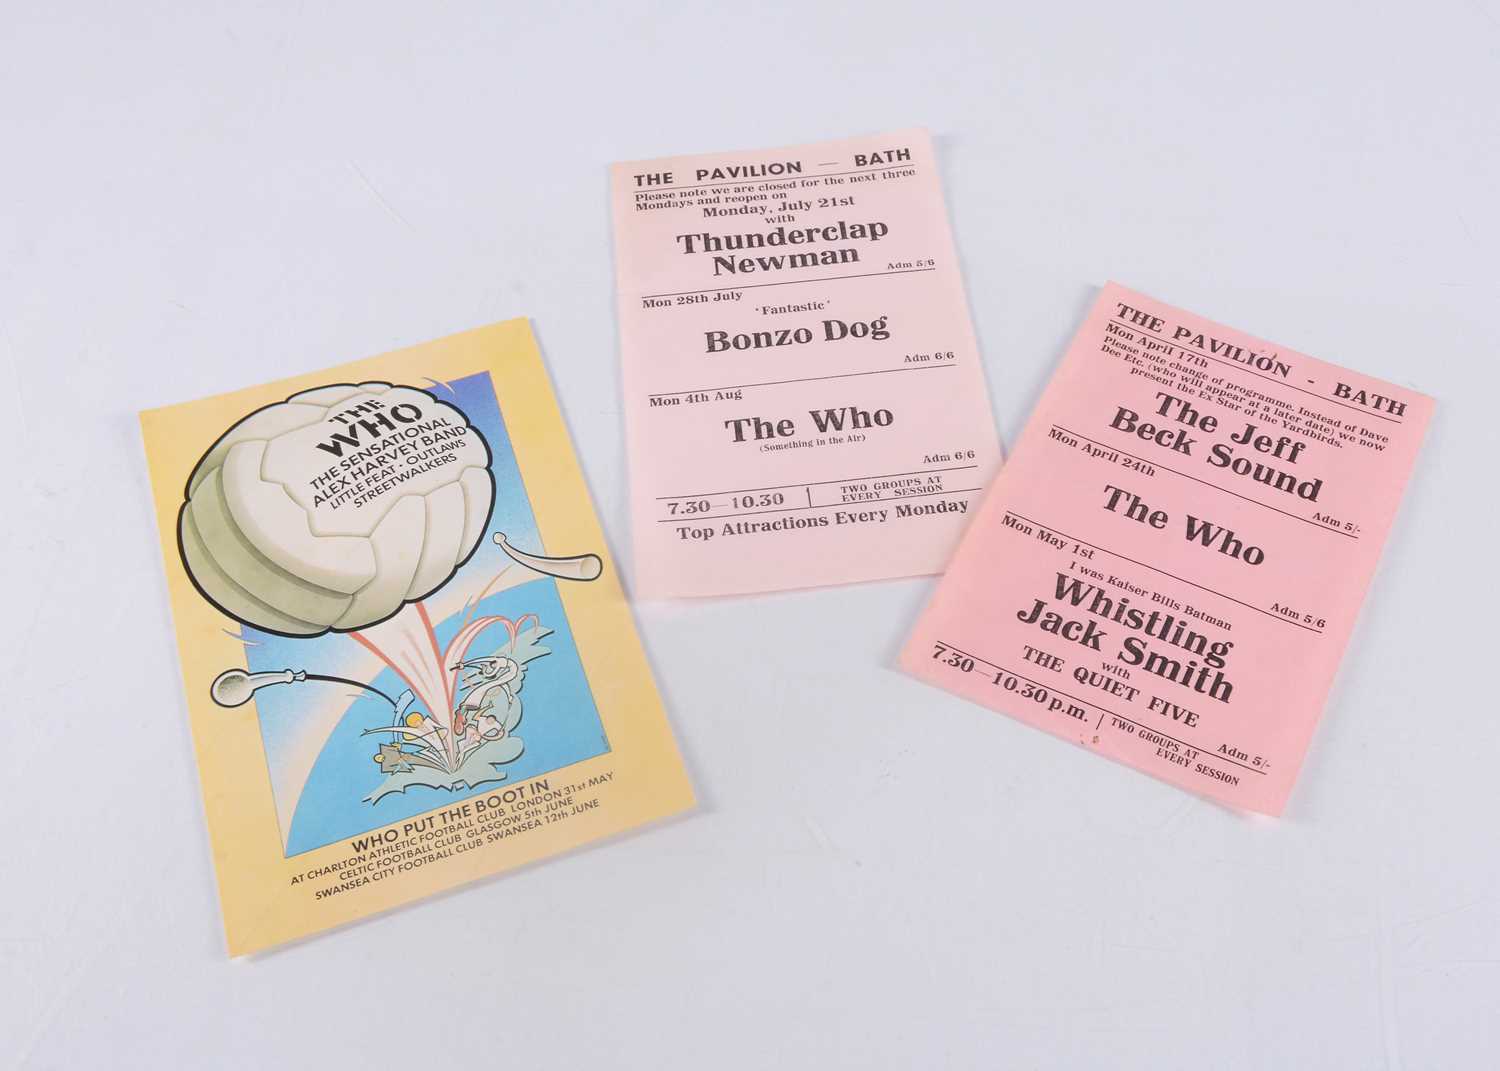 THE
WHO
THE SENSATIONAL
ALEX HARVEY BAND
LITTLE FEAT · OUTLAWS
STREETWALKERS
WHO PUT THE BOOT IN
AT CHARLTON ATHLETIC FOOTBALL CLUB LONDON 31st MAY
CELTIC FOOTBALL CLUB GLASGOW 5th JUNE
SWANSEA CITY FOOTBALL CLUB SWANSEA 12th JUNE
THE PAVILION — BATH
Please note we are closed for the next three
Mondays and reopen on
Monday, July 21st
with
Thunderclap
Newman
Adm 5/6
Mon 28th July
'Fantastic'
Bonzo Dog
Adm 6/6
Mon 4th Aug
The Who
(Something in the Air)
Adm 6/6
7.30—10.30
TWO GROUPS AT
EVERY SESSION
Top Attractions Every Monday
THE PAVILION - BATH
Mon April 17th
Please note change of programme. Instead of Dave
Dee Etc. (who will appear at a later date) we now
present the Ex Star of the Yardbirds.
The Jeff
Beck Sound
Adm 5/-
Mon April 24th
The Who
Adm 5/6
Mon May 1st
I was Kaiser Bills Batman
Whistling
Jack Smith
with
THE QUIET FIVE
Adm 5/-
7.30—10.30 p.m.
TWO GROUPS AT
EVERY SESSION